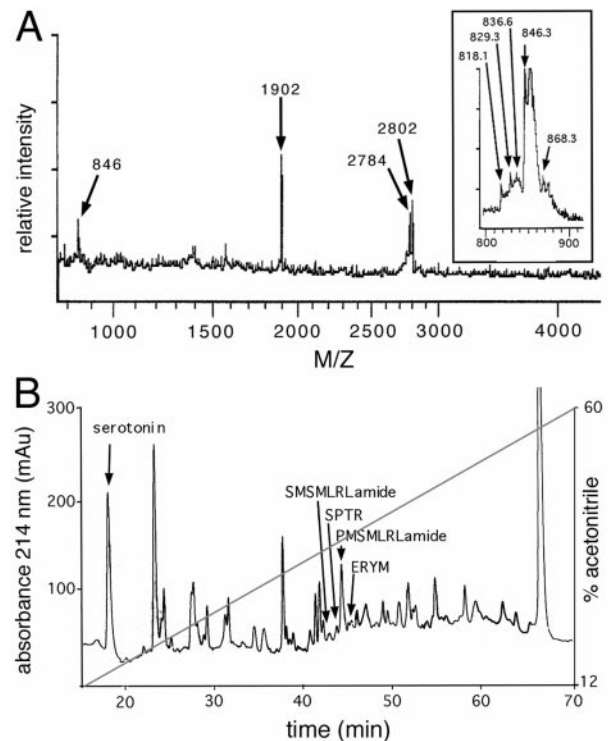 A
relative intensity
846
1902
2802
2784
1000
1500
2000
2500
3000
4000
M/Z
836.6
829.3
818.1
846.3
868.3
800
900
B
absorbance 214 nm (mAu)
300
200
100
serotonin
SMSMLRLamide
SPTR
PMSMLRLamide
ERYM
60
% acetonitrile
12
20
30
40
50
60
70
time (min)